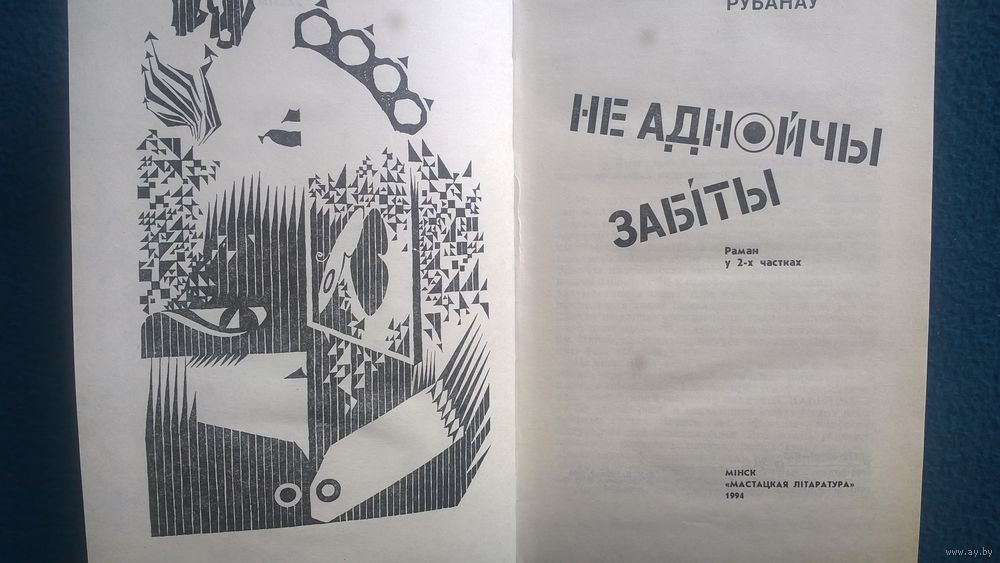 РУБАНАЎ
НЕ АДНОЙЧЫ
ЗАБІТЫ
Раман
у 2-х частках
МІНСК
«МАСТАЦКАЯ ЛІТАРАТУРА»
1994
www.ay.by